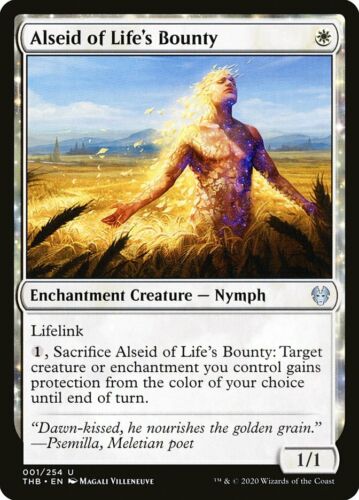 Alseid of Life's Bounty
Enchantment Creature — Nymph
Lifelink
1, Sacrifice Alseid of Life's Bounty: Target
creature or enchantment you control gains
protection from the color of your choice
until end of turn.
“Dawn-kissed, he nourishes the golden grain.”
—Psemilla, Meletian poet
1/1
001/254 U
THB • EN MAGALI VILLENEUVE
™ & © 2020 Wizards of the Coast